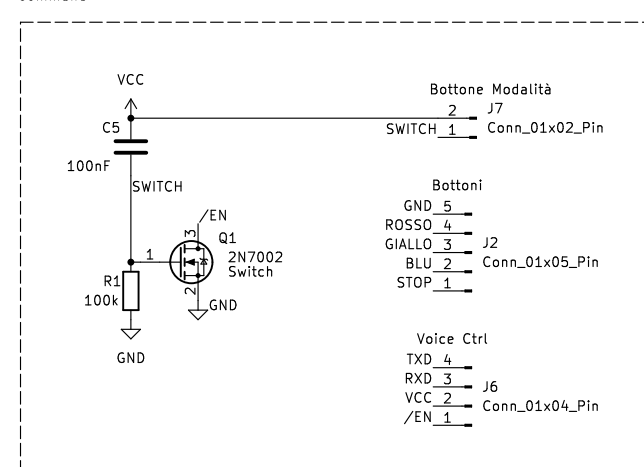 VCC
C5
100nF
SWITCH
/EN
3
Q1
1
2N7002
Switch
2
GND
R1
100k
GND
Bottone Modalità
2 J7
SWITCH 1 Conn_01x02_Pin
Bottoni
GND 5
ROSSO 4
GIALLO 3 J2
BLU 2 Conn_01x05_Pin
STOP 1
Voice Ctrl
TXD 4
RXD 3 J6
VCC 2 Conn_01x04_Pin
/EN 1